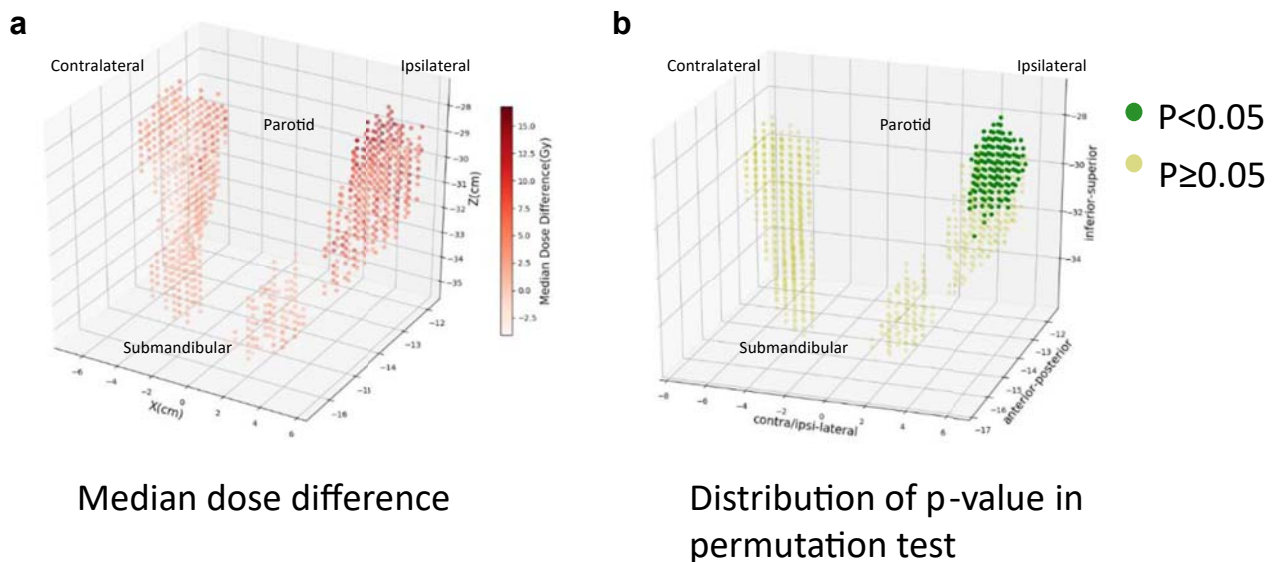 a
Contralateral
Ipsilateral
Parotid
Submandibular
−28
−29
−30
−31
−32
−33
−34
−35
Z(cm)
−12
−13
−14
−15
−16
−6
−4
−2
0
2
4
6
X(cm)
15.0
12.5
10.0
7.5
5.0
2.5
0.0
−2.5
Median Dose Difference(Gy)
Median dose difference
b
Contralateral
Ipsilateral
Parotid
Submandibular
−28
−30
−32
−34
inferior-superior
−12
−13
−14
−15
−16
−17
anterior-posterior
−8
−6
−4
−2
0
2
4
6
contra/ipsi-lateral
P<0.05
P≥0.05
Distribution of p-value in
permutation test